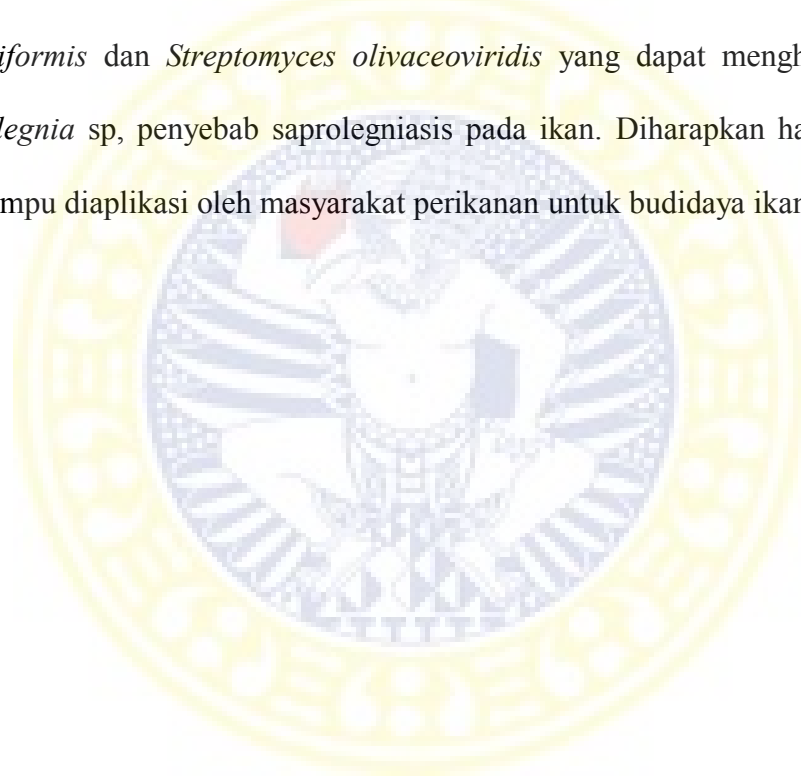 iformis dan Streptomyces olivaceoviridis yang dapat mengh
legnia sp, penyebab saprolegniasis pada ikan. Diharapkan ha
mpu diaplikasi oleh masyarakat perikanan untuk budidaya ikan